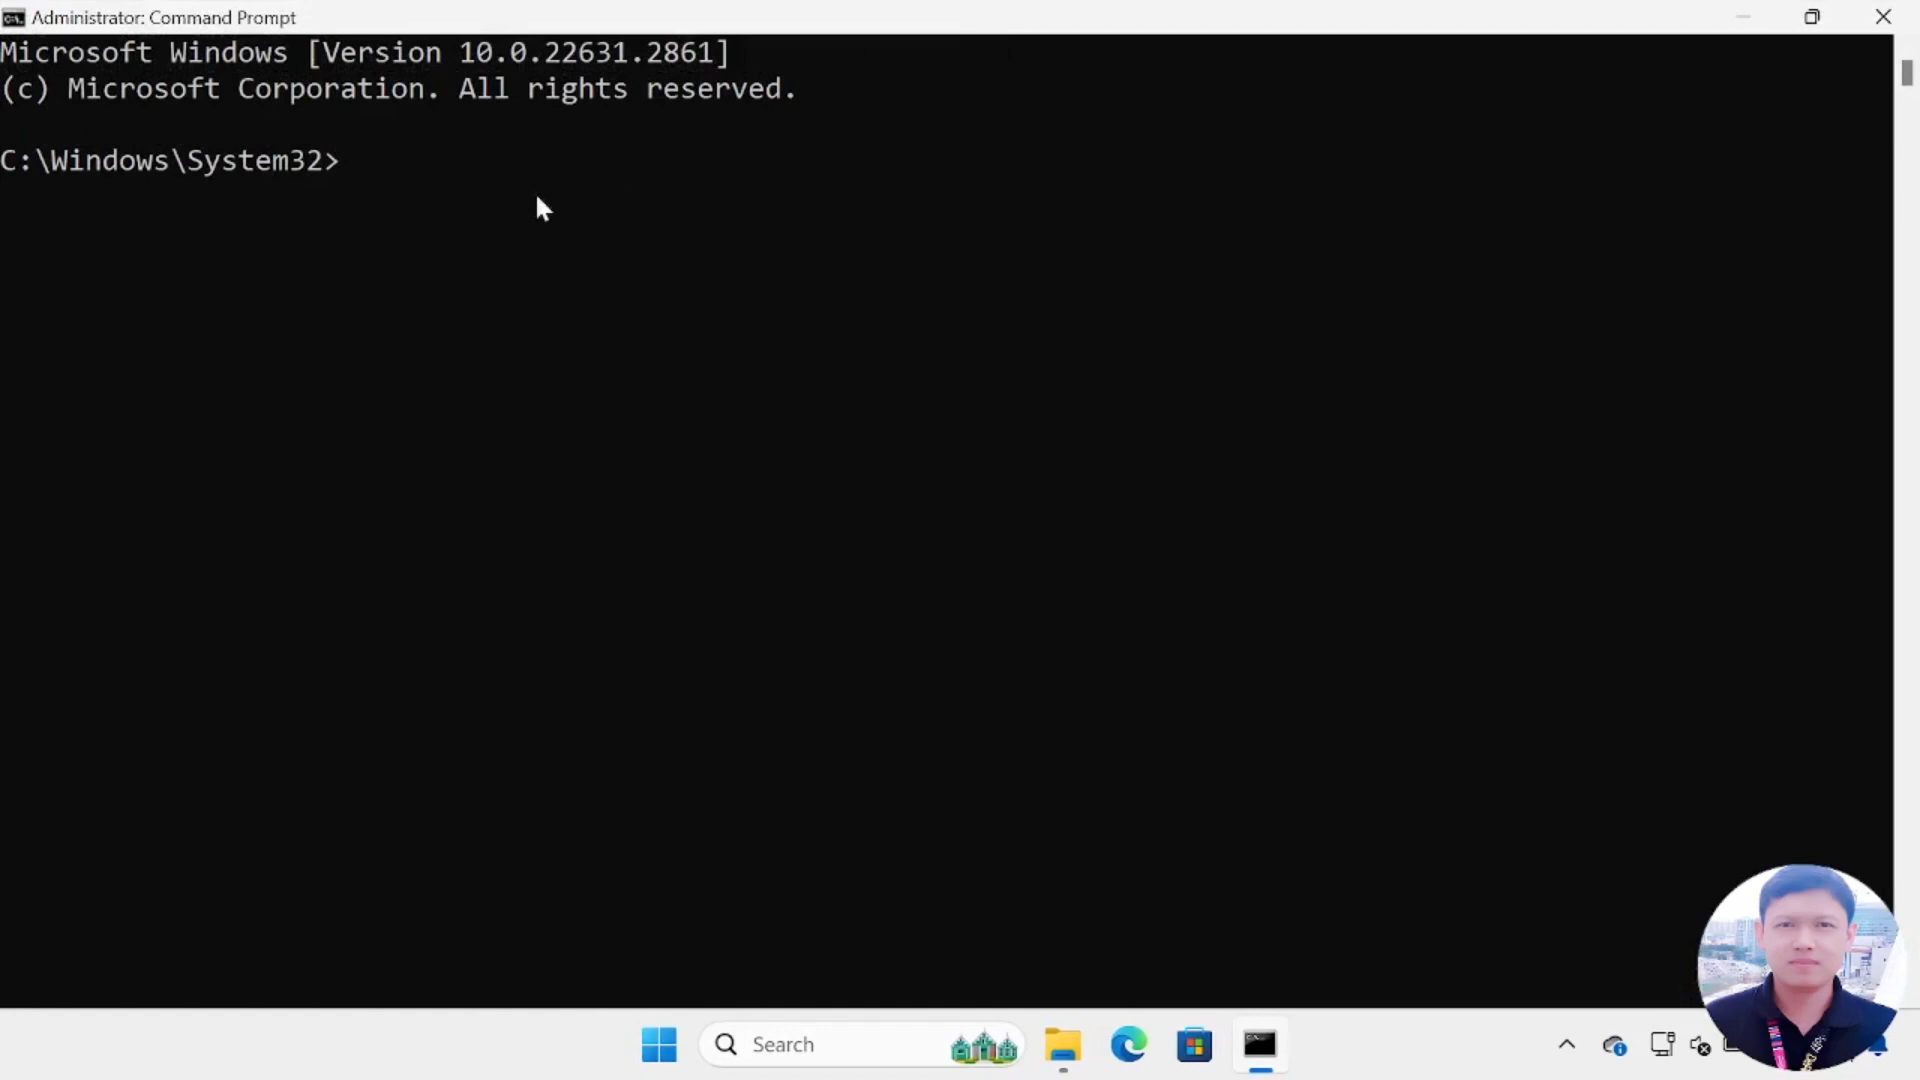 Administrator: Command Prompt
Microsoft Windows [Version 10.0.22631.2861]
(c) Microsoft Corporation. All rights reserved.
C:\Windows\System32>
Search